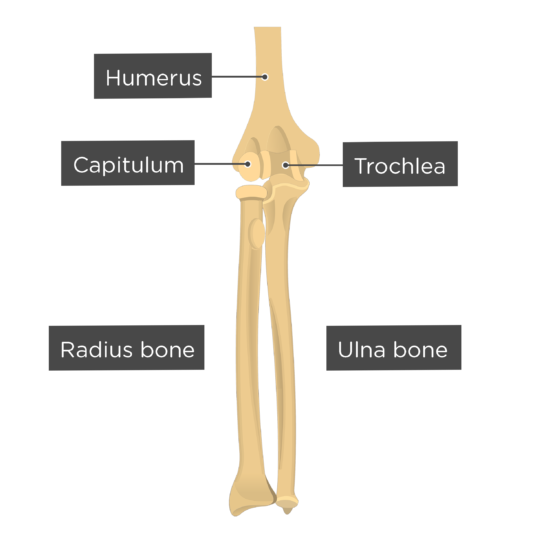 Humerus
Capitulum
Trochlea
Radius bone
Ulna bone